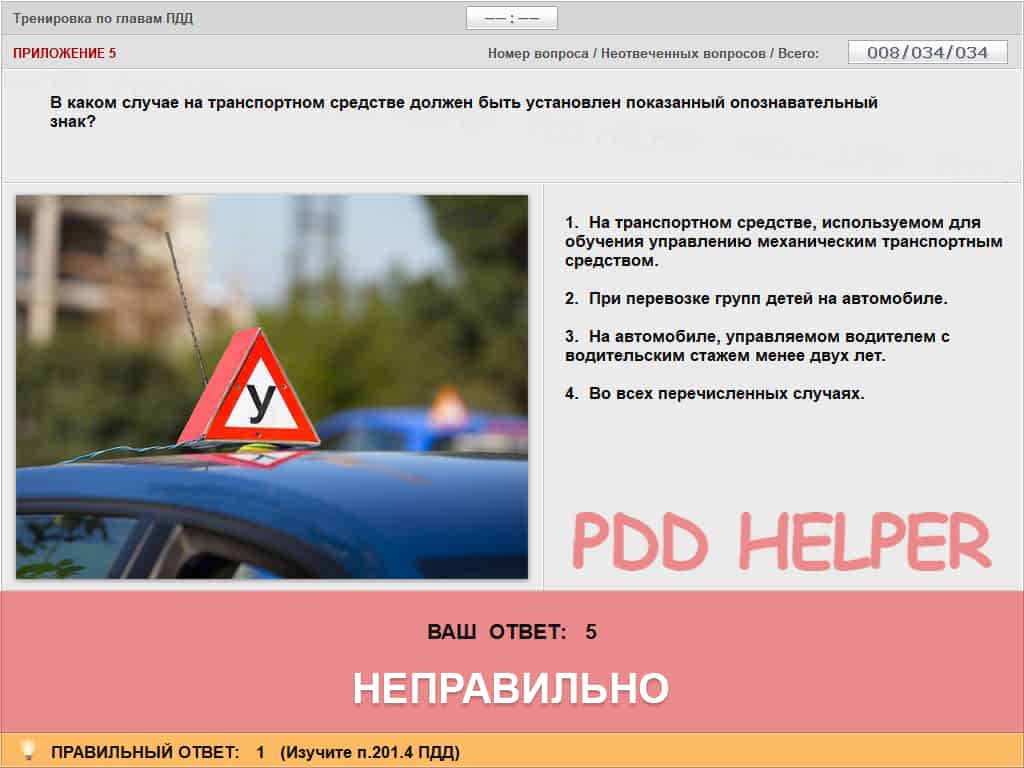 Тренировка по главам ПДД
—— : ——
ПРИЛОЖЕНИЕ 5
Номер вопроса / Неотвеченных вопросов / Всего:
008/034/034
В каком случае на транспортном средстве должен быть установлен показанный опознавательный
знак?
У
1. На транспортном средстве, используемом для
обучения управлению механическим транспортным
средством.
2. При перевозке групп детей на автомобиле.
3. На автомобиле, управляемом водителем с
водительским стажем менее двух лет.
4. Во всех перечисленных случаях.
PDD HELPER
ВАШ ОТВЕТ: 5
НЕПРАВИЛЬНО
ПРАВИЛЬНЫЙ ОТВЕТ: 1 (Изучите п.201.4 ПДД)